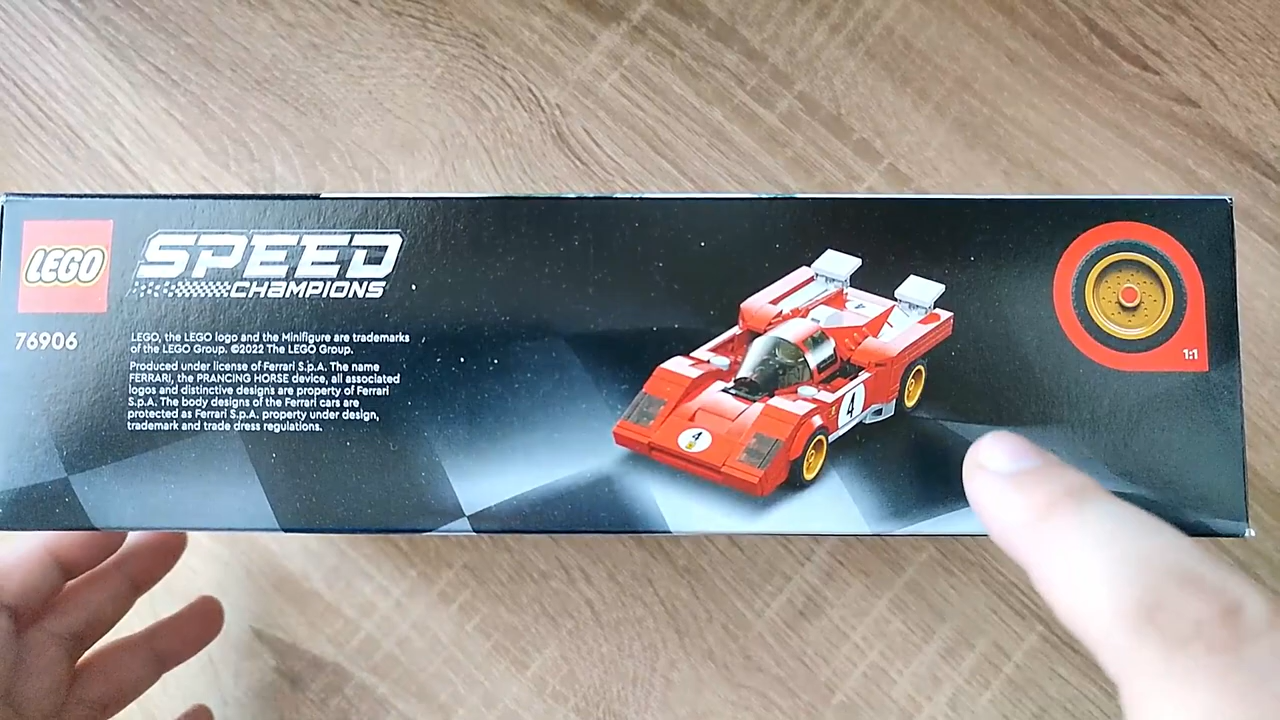 LEGO
SPEED
CHAMPIONS
76906
LEGO, the LEGO logo and the Minifigure are trademarks
of the LEGO Group. ©2022 The LEGO Group.
Produced under license of Ferrari S.p.A. The name
FERRARI, the PRANCING HORSE device, all associated
logos and distinctive designs are property of Ferrari
S.p.A. The body designs of the Ferrari cars are
protected as Ferrari S.p.A. property under design,
trademark and trade dress regulations.
4
4
4
1:1